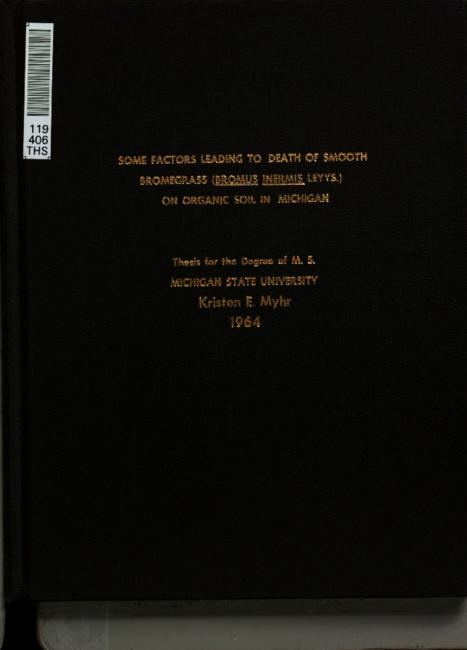 119
406
THS
SOME FACTORS LEADING TO DEATH OF SMOOTH
BROMEGRASS (BROMUS INERMIS LEYYS.)
ON ORGANIC SOIL IN MICHIGAN
Thesis for the Degree of M. S.
MICHIGAN STATE UNIVERSITY
Kristen E. Myhr
1964